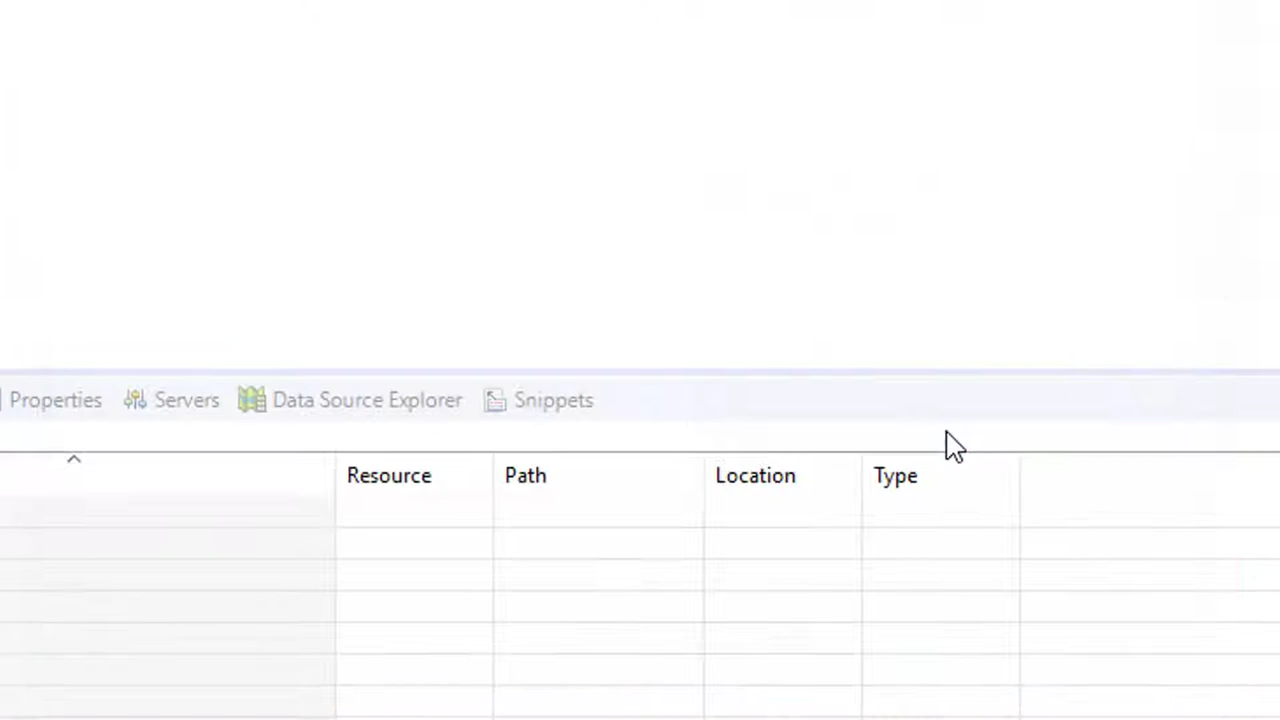 Properties Servers Data Source Explorer Snippets
Resource Path Location Type